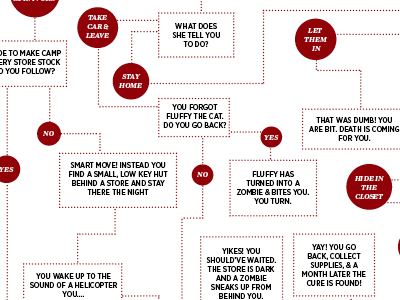 TAKE
CAR &
LEAVE
WHAT DOES
SHE TELL YOU
TO DO?
LET
THEM
IN
DE TO MAKE CAMP
ERY STORE STOCK
O YOU FOLLOW?
STAY
HOME
YOU FORGOT
FLUFFY THE CAT.
DO YOU GO BACK?
THAT WAS DUMB! YOU
ARE BIT. DEATH IS COMING
FOR YOU.
NO
YES
YES
SMART MOVE! INSTEAD YOU
FIND A SMALL, LOW KEY HUT
BEHIND A STORE AND STAY
THERE THE NIGHT
NO
FLUFFY HAS
TURNED INTO A
ZOMBIE & BITES YOU.
YOU TURN.
HIDE IN
THE
CLOSET
YIKES! YOU
SHOULD'VE WAITED.
THE STORE IS DARK
AND A ZOMBIE
SNEAKS UP FROM
BEHIND YOU.
YAY! YOU GO
BACK, COLLECT
SUPPLIES, & A
MONTH LATER THE
CURE IS FOUND!
YOU WAKE UP TO THE
SOUND OF A HELICOPTER
YOU....